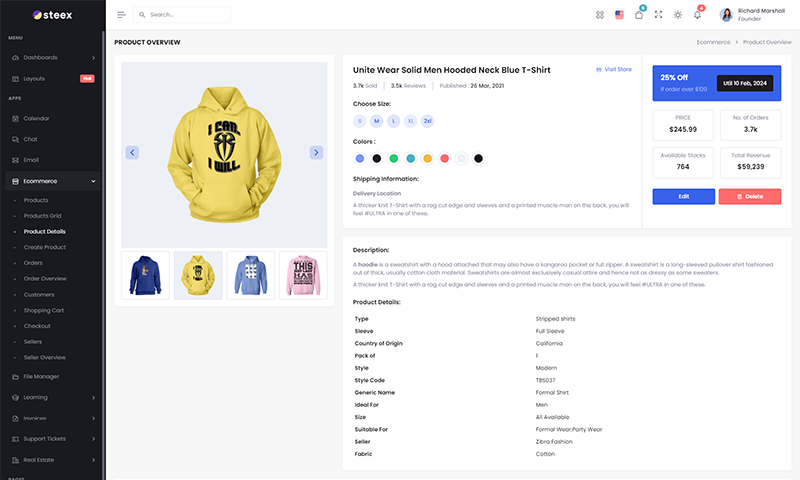 steex
Search...
5
4
Richard Marshall
Founder
MENU
Dashboards
Layouts
Hot
APPS
Calendar
Chat
Email
Ecommerce
Products
Products Grid
Product Details
Create Product
Orders
Order Overview
Customers
Shopping Cart
Checkout
Sellers
Seller Overview
File Manager
Learning
Invoices
Support Tickets
Real Estate
PRODUCT OVERVIEW
Ecommerce > Product Overview
I CAN
I WILL
THIS
HAS
Unite Wear Solid Men Hooded Neck Blue T-Shirt
Visit Store
3.7k Sold
3.5k Reviews
Published : 26 Mar, 2021
Choose Size:
S M L XL 2xl
Colors :
Shipping Information:
Delivery Location
A thicker knit T-Shirt with a rag cut edge and sleeves and a printed muscle man on the back, you will
feel #ULTRA in one of these.
25% Off
if order over $120
Util 10 Feb, 2024
PRICE
$245.99
No. of Orders
3.7k
Available Stocks
764
Total Revenue
$59,239
Edit
Delete
Description:
A hoodie is a sweatshirt with a hood attached that may also have a kangaroo pocket or full zipper. A sweatshirt is a long-sleeved pullover shirt fashioned
out of thick, usually cotton cloth material. Sweatshirts are almost exclusively casual attire and hence not as dressy as some sweaters.
A thicker knit T-Shirt with a rag cut edge and sleeves and a printed muscle man on the back, you will feel #ULTRA in one of these.
Product Details:
Type Stripped shirts
Sleeve Full Sleeve
Country of Origin California
Pack of 1
Style Modern
Style Code TB5037
Generic Name Formal Shirt
Ideal For Men
Size All Available
Suitable For Formal Wear,Party Wear
Seller Zibra Fashion
Fabric Cotton